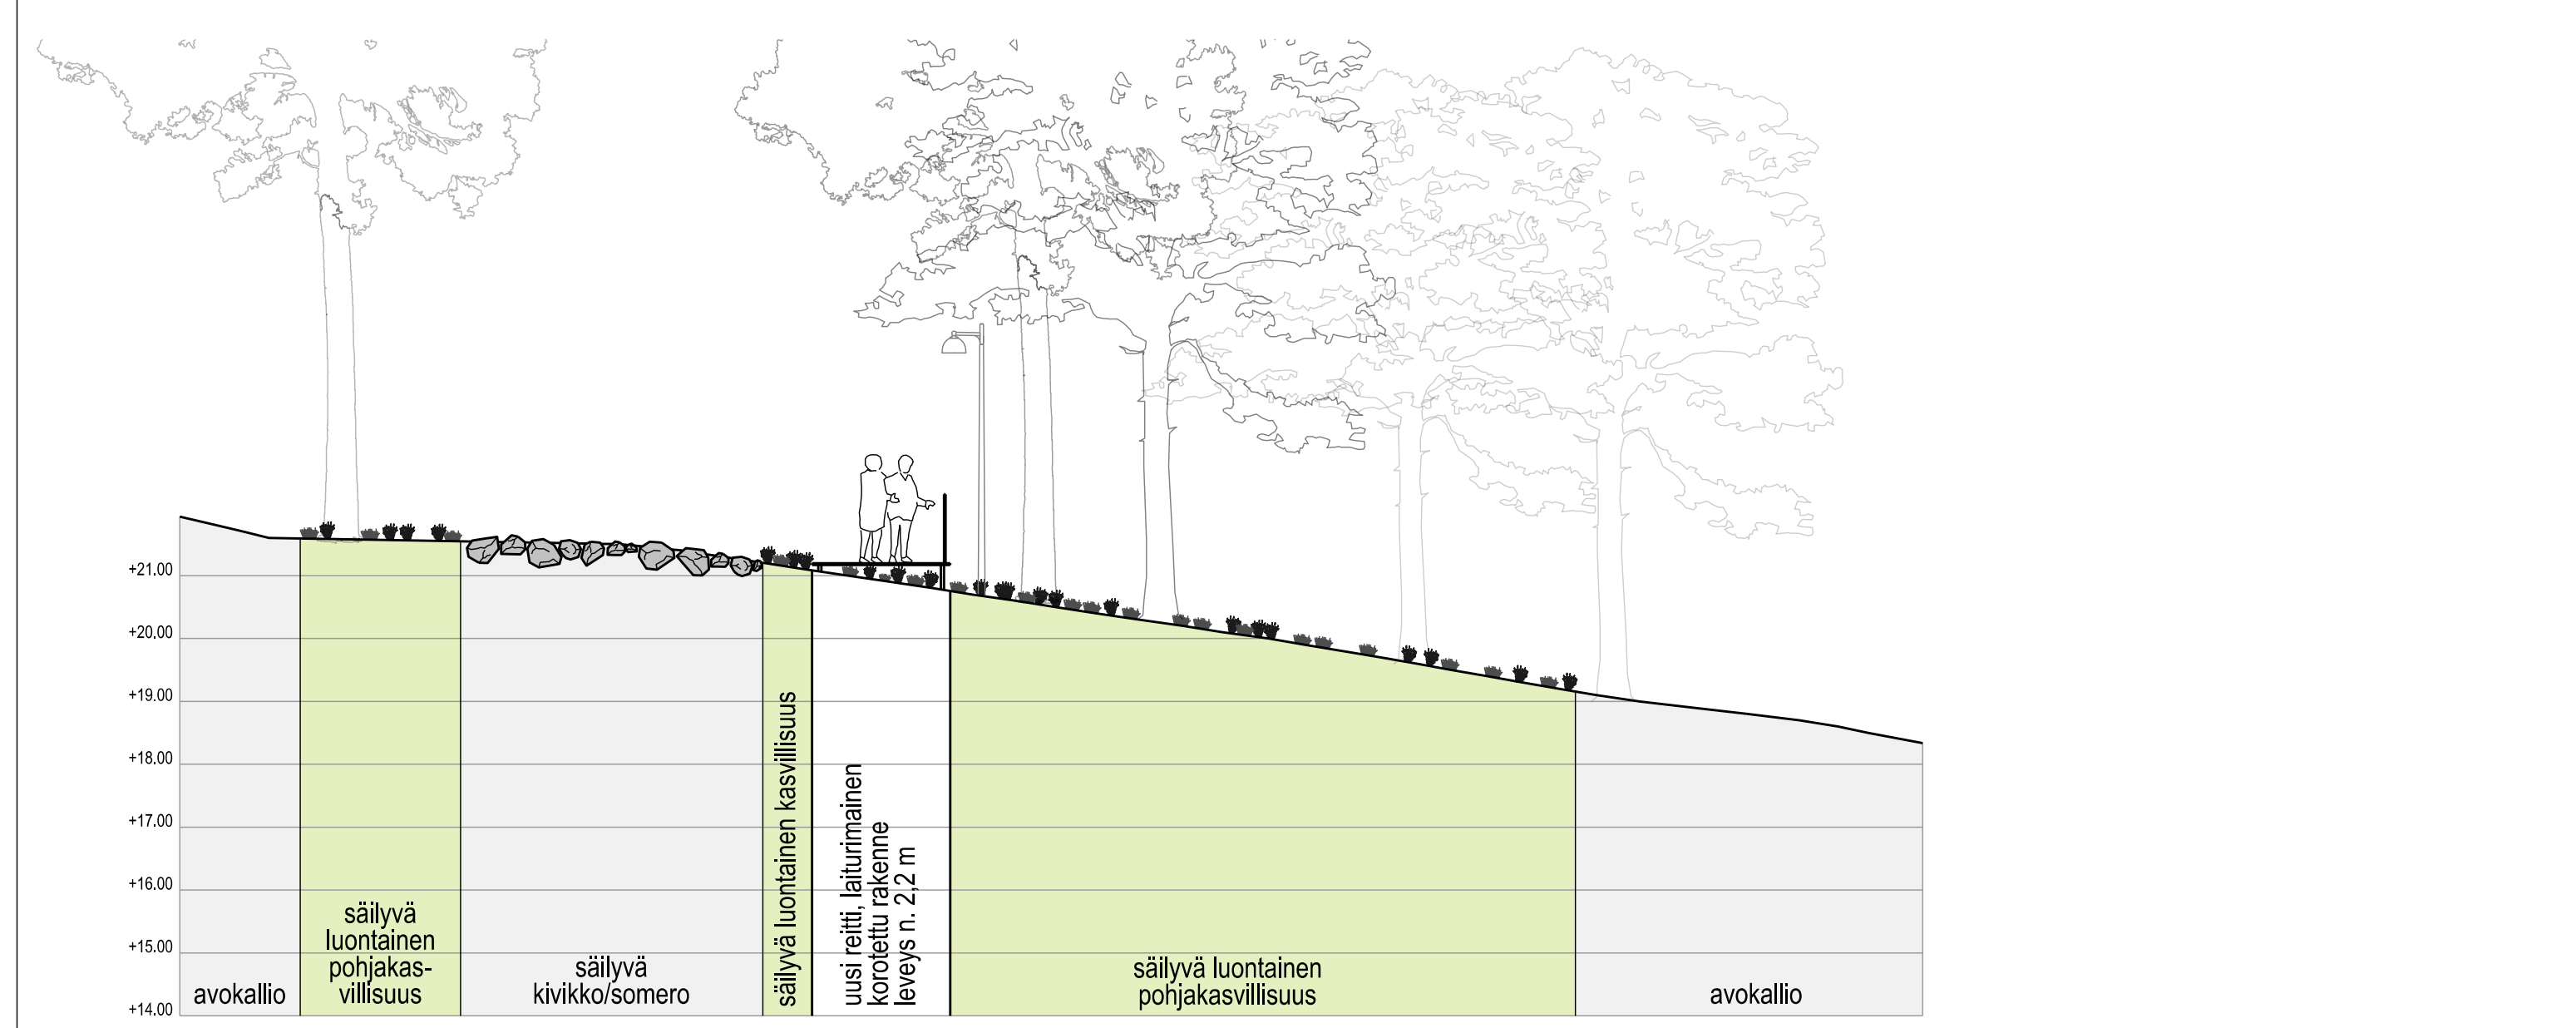 +21.00
+20.00
+19.00
+18.00
+17.00
+16.00
+15.00
+14.00
avokallio
säilyvä
luontainen
pohjakas-
villisuus
säilyvä
kivikko/somero
säilyvä luontainen kasvillisuus
uusi reitti, laiturimainen
korotettu rakenne
leveys n. 2,2 m
säilyvä luontainen
pohjakasvillisuus
avokallio